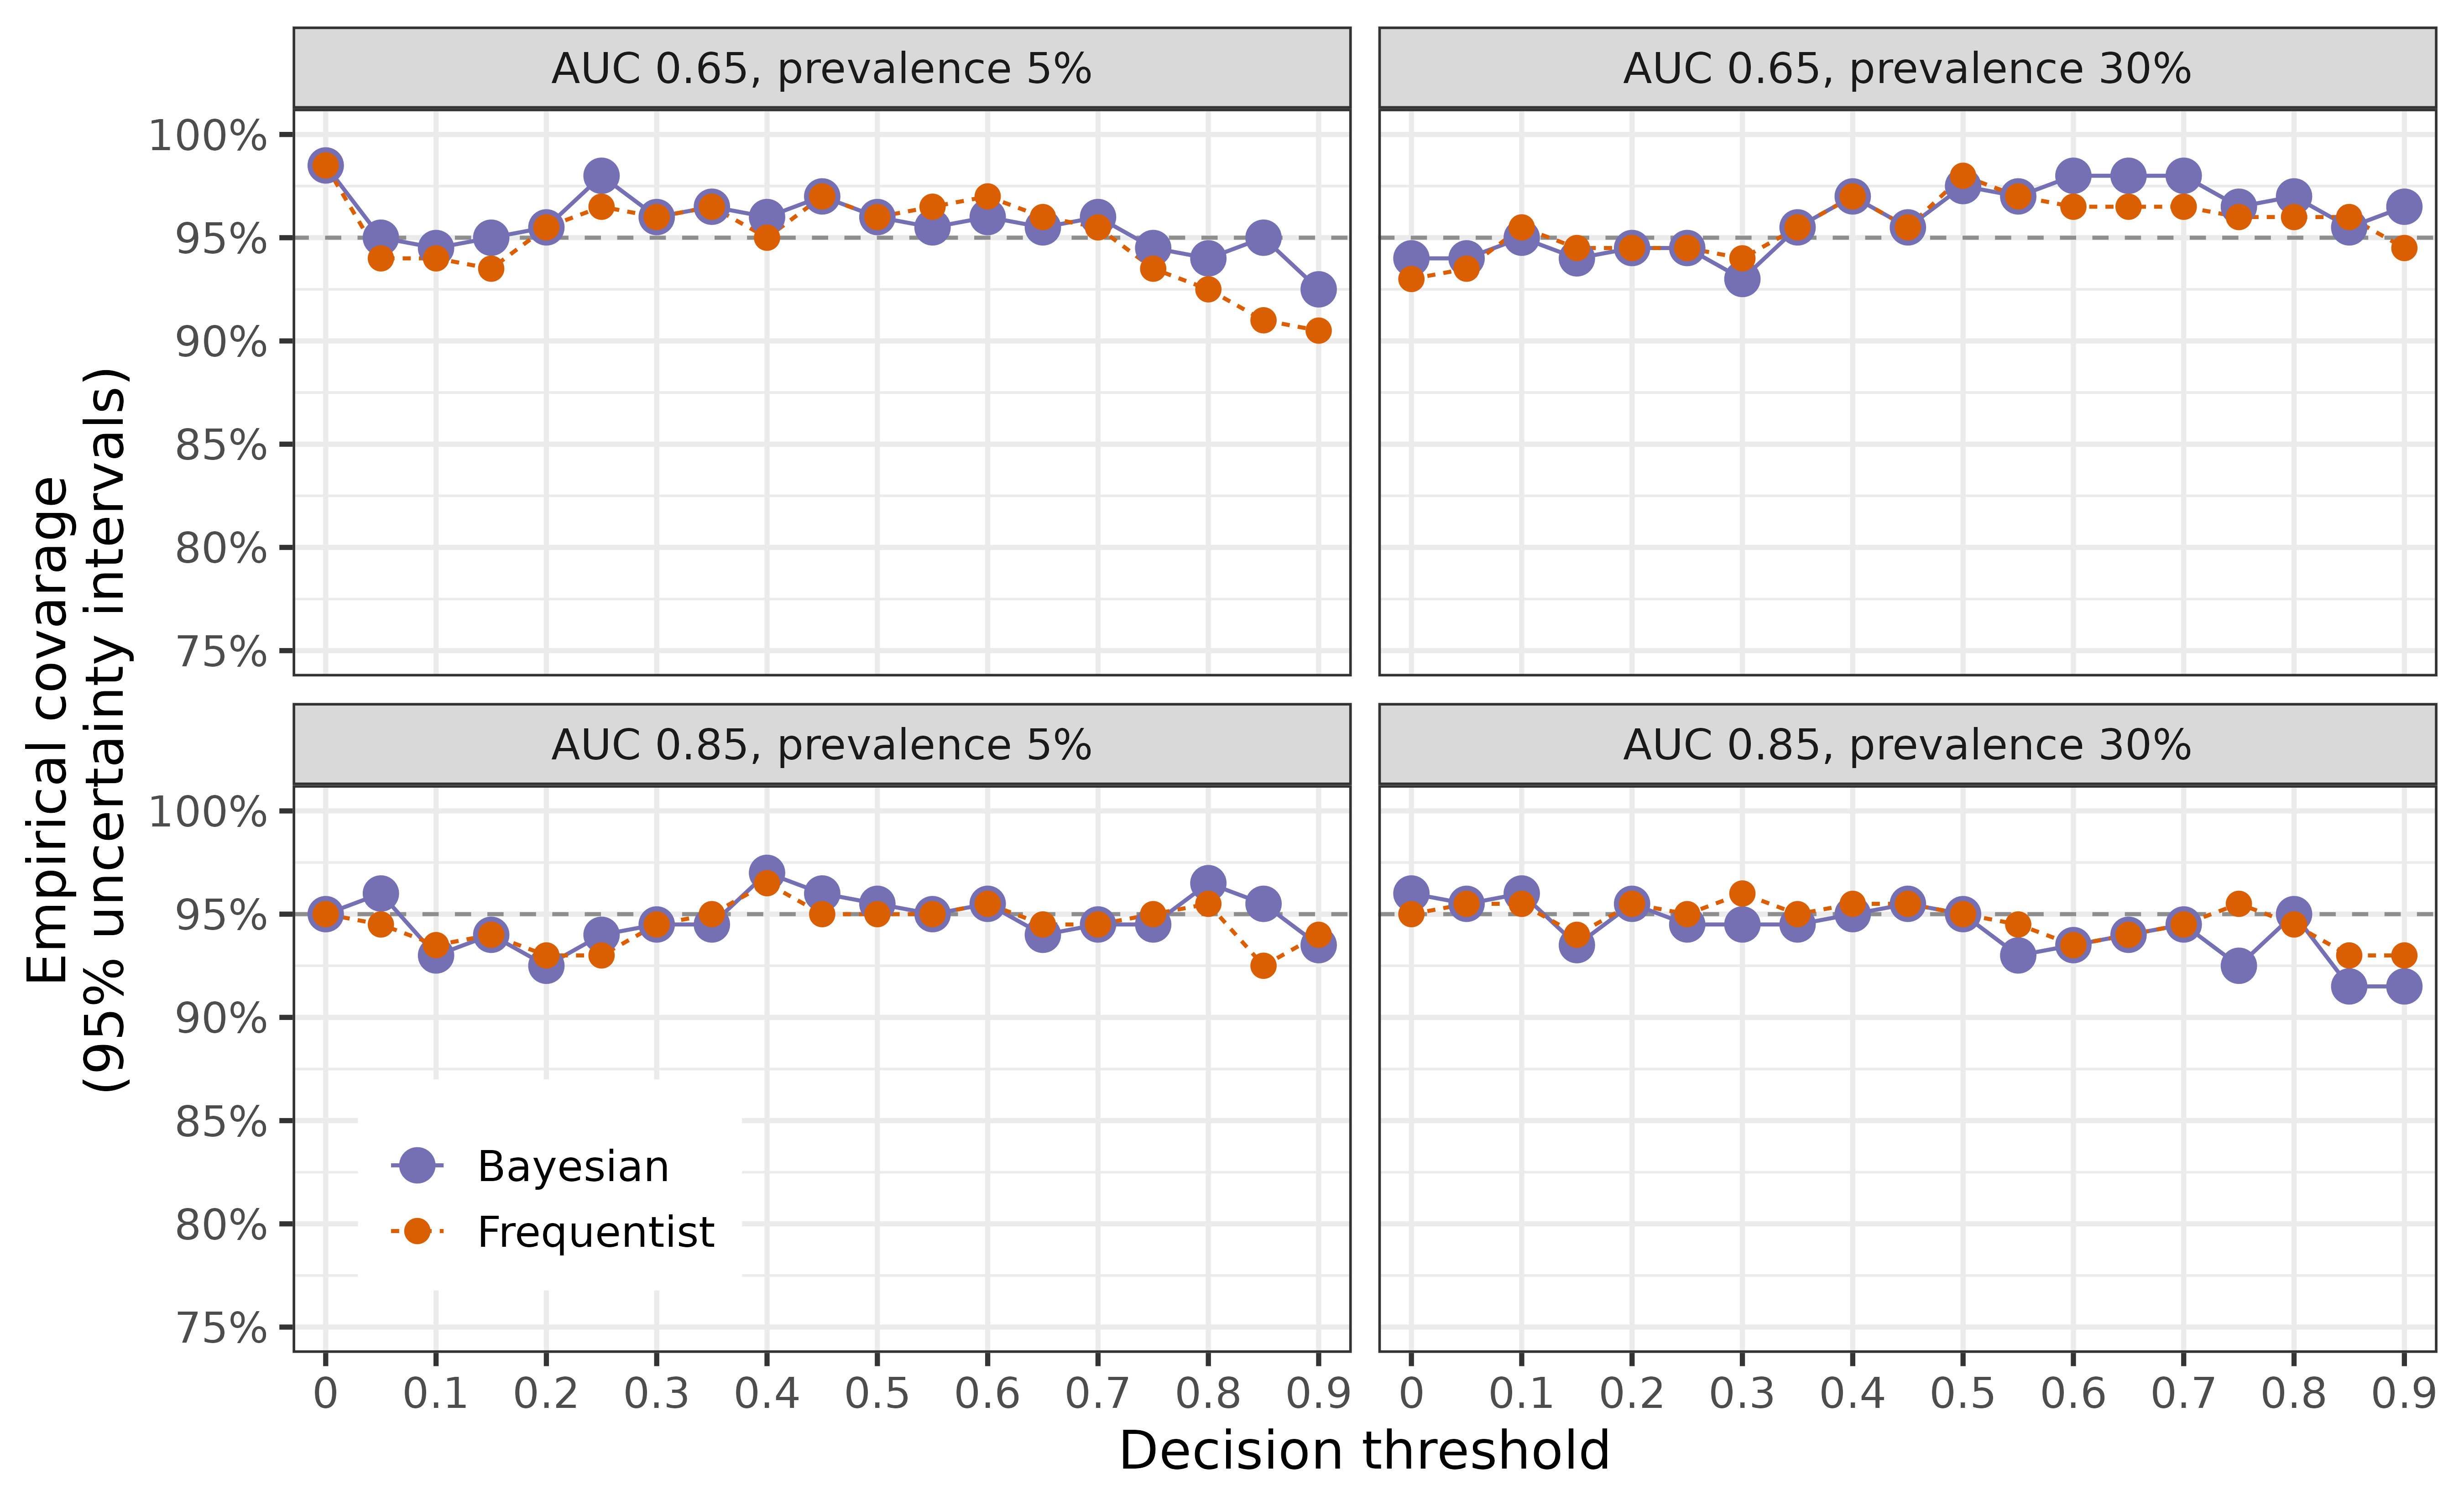 AUC 0.65, prevalence 5%
AUC 0.65, prevalence 30%
100%
95%
90%
85%
80%
75%
Empirical covarage
(95% uncertainty intervals)
AUC 0.85, prevalence 5%
AUC 0.85, prevalence 30%
100%
95%
90%
85%
80%
75%
Bayesian
Frequentist
0 0.1 0.2 0.3 0.4 0.5 0.6 0.7 0.8 0.9
0 0.1 0.2 0.3 0.4 0.5 0.6 0.7 0.8 0.9
Decision threshold